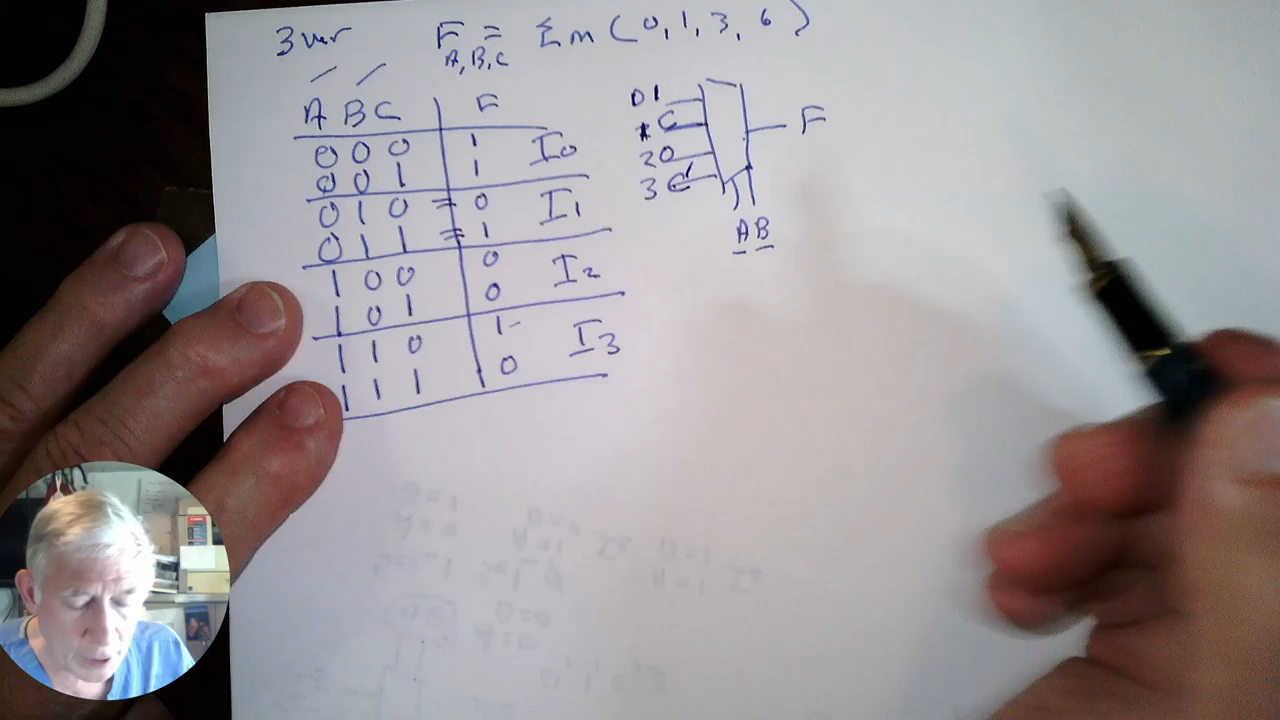 3 var F A,B,C = Σm(0,1,3,6)
A B C F
0 0 0 1 I0
0 0 1 1
0 1 0 = 0 I1
0 1 1 = 1
1 0 0 0 I2
1 0 1 0
1 1 0 1 I3
1 1 1 0
0 1
C F
2 0
3 C'
A B